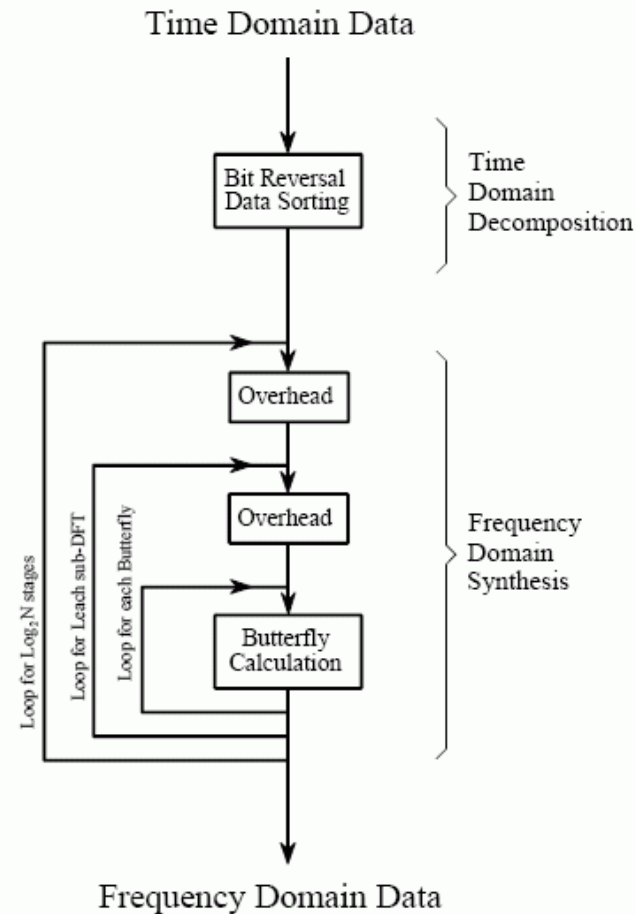 Time Domain Data
Bit Reversal
Data Sorting
Time
Domain
Decomposition
Overhead
Overhead
Butterfly
Calculation
Loop for Log₂N stages
Loop for Leach sub-DFT
Loop for each Butterfly
Frequency
Domain
Synthesis
Frequency Domain Data